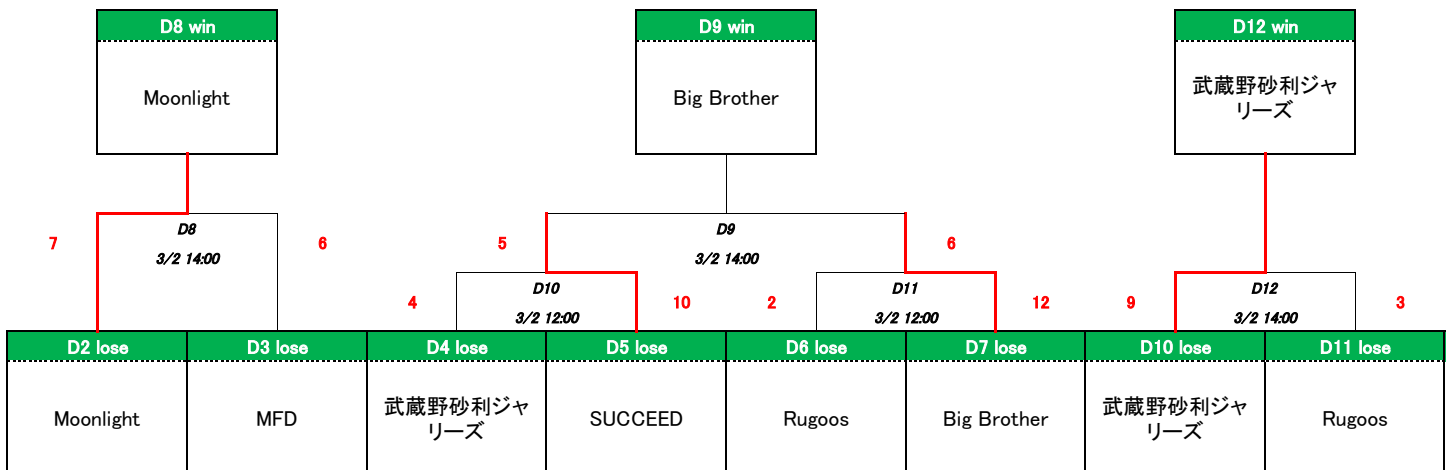 D8 win
D9 win
D12 win
Moonlight
Big Brother
武蔵野砂利ジャ
リーズ
7
D8
3/2 14:00
6
5
D9
3/2 14:00
6
4
D10
3/2 12:00
10
2
D11
3/2 12:00
12
9
D12
3/2 14:00
3
D2 lose
D3 lose
D4 lose
D5 lose
D6 lose
D7 lose
D10 lose
D11 lose
Moonlight
MFD
武蔵野砂利ジャ
リーズ
SUCCEED
Rugoos
Big Brother
武蔵野砂利ジャ
リーズ
Rugoos